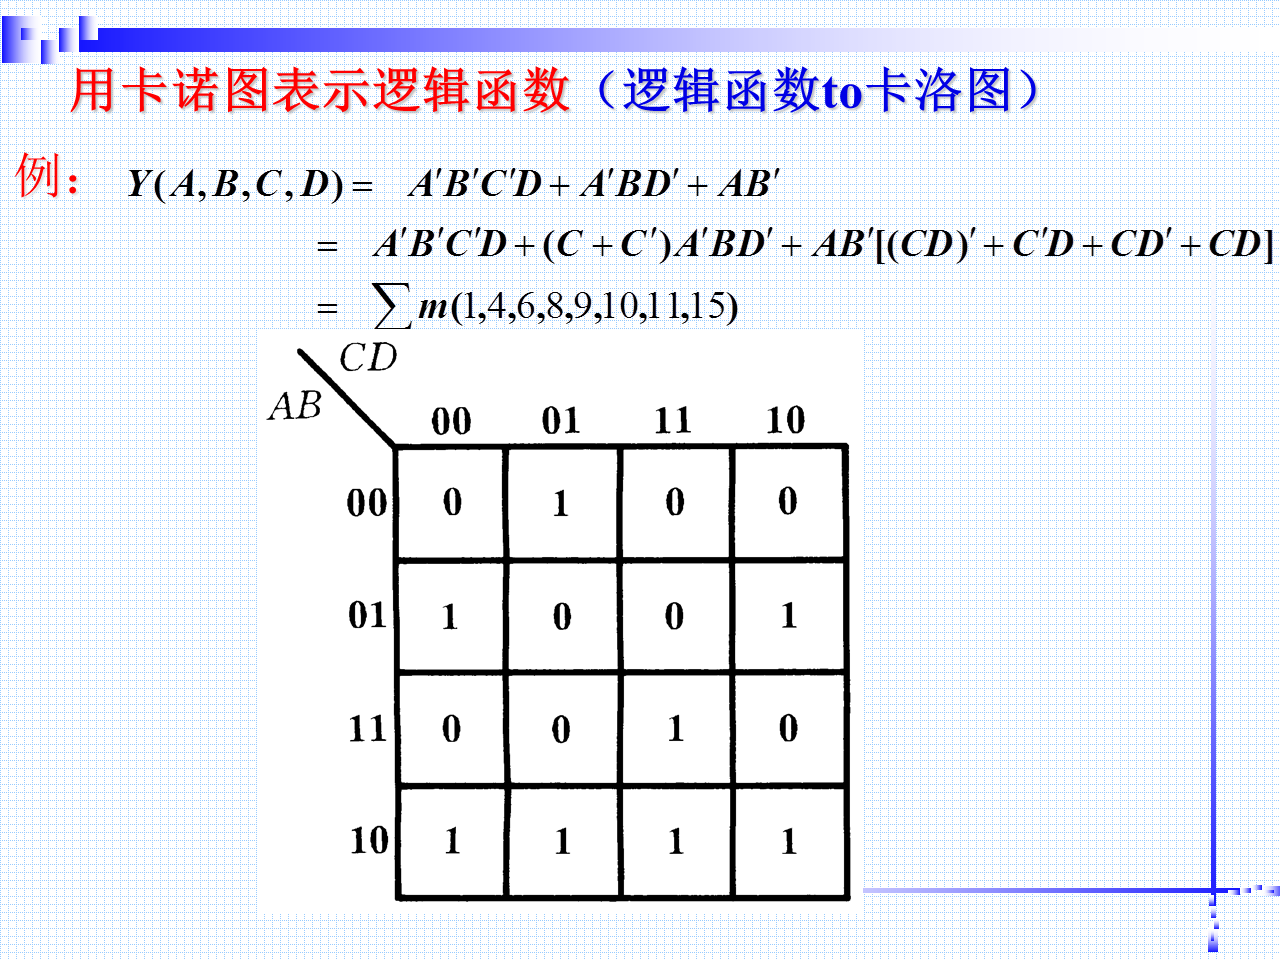 用卡诺图表示逻辑函数（逻辑函数to卡洛图）
例： Y(A,B,C,D) = A′B′C′D + A′BD′ + AB′
= A′B′C′D + (C + C′)A′BD′ + AB′[(CD)′ + C′D + CD′ + CD]
= ∑m(1,4,6,8,9,10,11,15)
CD
AB
00 01 11 10
00 0 1 0 0
01 1 0 0 1
11 0 0 1 0
10 1 1 1 1